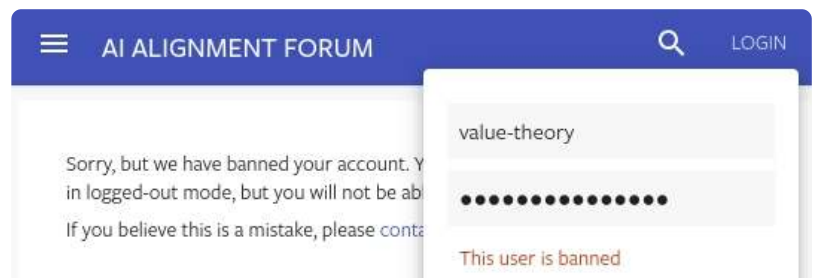 AI ALIGNMENT FORUM
LOGIN
value-theory
Sorry, but we have banned your account. Y
in logged-out mode, but you will not be ab
If you believe this is a mistake, please conta
This user is banned